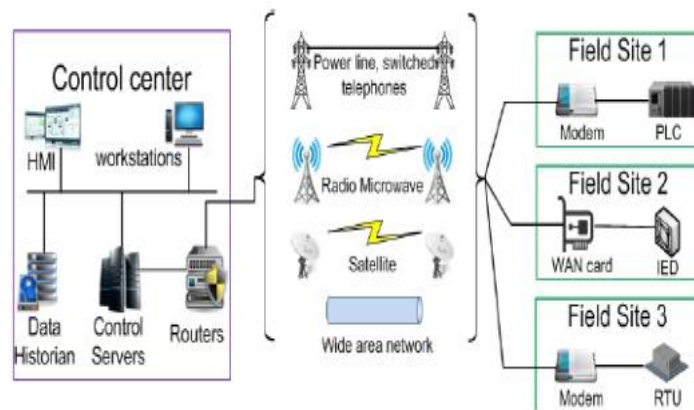 Control center
HMI
workstations
Data
Historian
Control
Servers
Routers
Power line, switched
telephones
Radio Microwave
Satellite
Wide area network
Field Site 1
Modem
PLC
Field Site 2
WAN card
IED
Field Site 3
Modem
RTU